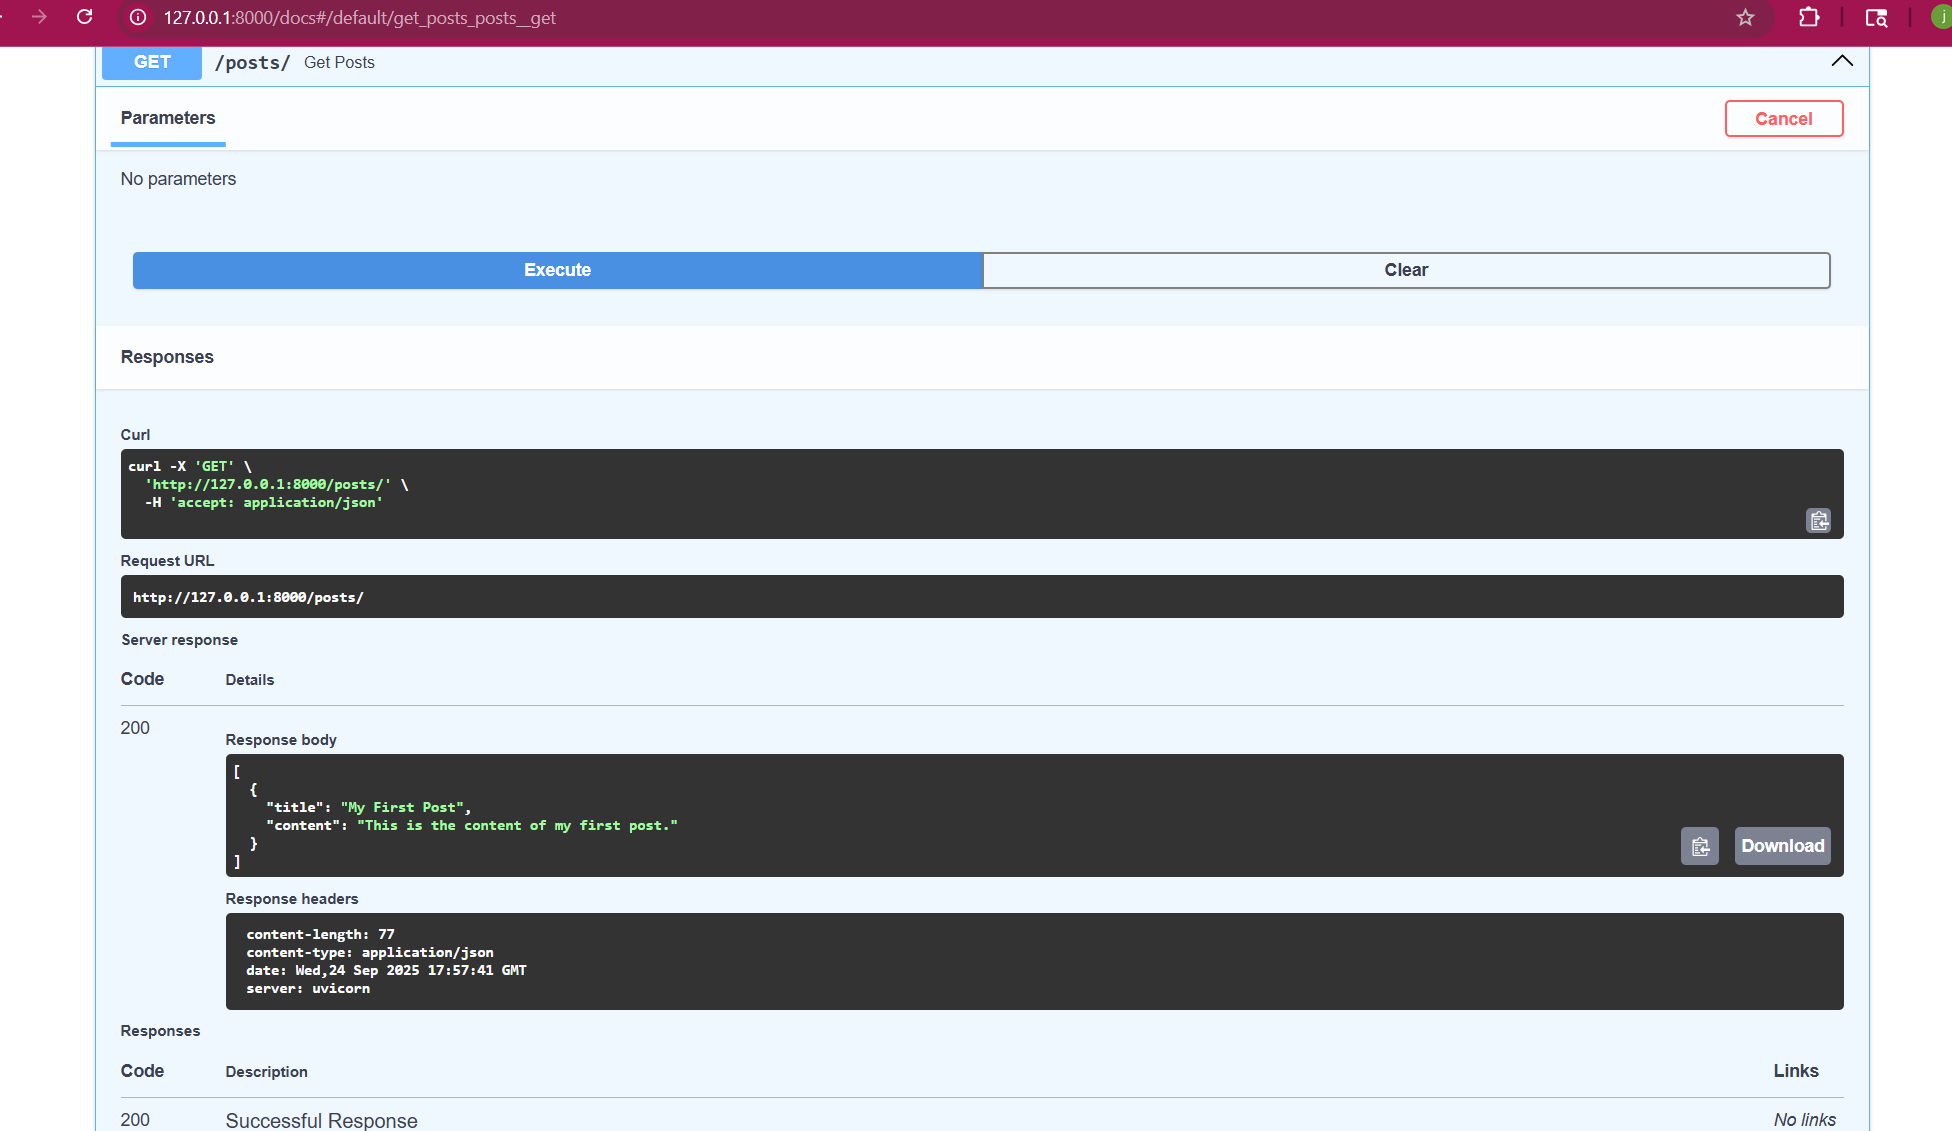 127.0.0.1:8000/docs#/default/get_posts_posts__get
j
GET /posts/ Get Posts
Parameters
Cancel
No parameters
Execute
Clear
Responses
Curl
curl -X 'GET' \
'http://127.0.0.1:8000/posts/' \
-H 'accept: application/json'
Request URL
http://127.0.0.1:8000/posts/
Server response
Code Details
200
Response body
[
{
"title": "My First Post",
"content": "This is the content of my first post."
}
]
Download
Response headers
content-length: 77
content-type: application/json
date: Wed,24 Sep 2025 17:57:41 GMT
server: uvicorn
Responses
Code Description Links
200 Successful Response No links